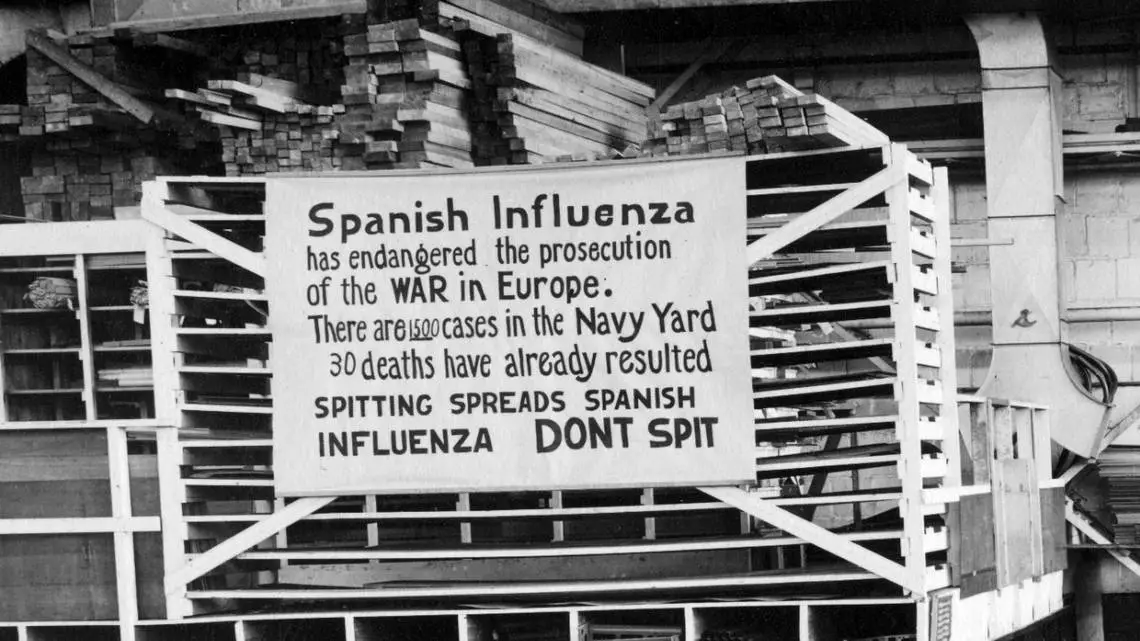 Spanish Influenza
has endangered the prosecution
of the WAR in Europe.
There are 1500 cases in the Navy Yard
30 deaths have already resulted
SPITTING SPREADS SPANISH
INFLUENZA DONT SPIT